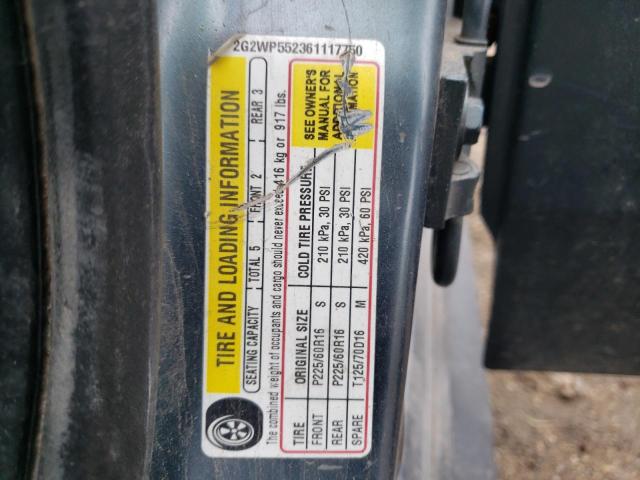 2G2WP552361117750
TIRE AND LOADING INFORMATION
SEATING CAPACITY TOTAL 5 FRONT 2 REAR 3
The combined weight of occupants and cargo should never exceed 416 kg or 917 lbs.
TIRE ORIGINAL SIZE COLD TIRE PRESSURE
FRONT P225/60R16 S 210 kPa, 30 PSI
REAR P225/60R16 S 210 kPa, 30 PSI
SPARE T125/70D16 M 420 kPa, 60 PSI
SEE OWNER'S
MANUAL FOR
ADDITIONAL
INFORMATION